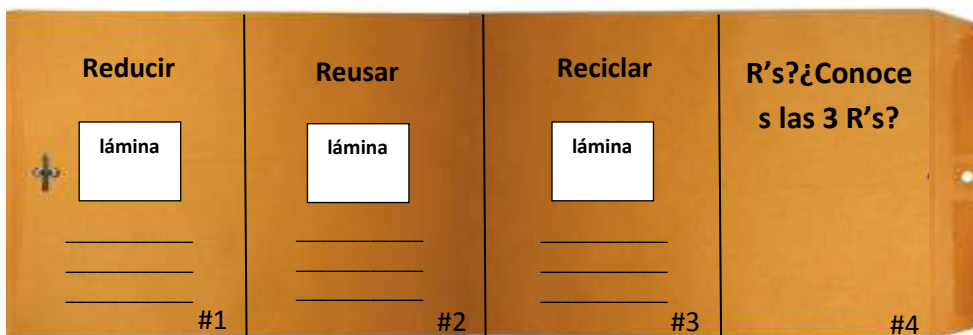 Reducir
lámina
#1
Reusar
lámina
#2
Reciclar
lámina
#3
R's?¿Conoce
s las 3 R's?
#4